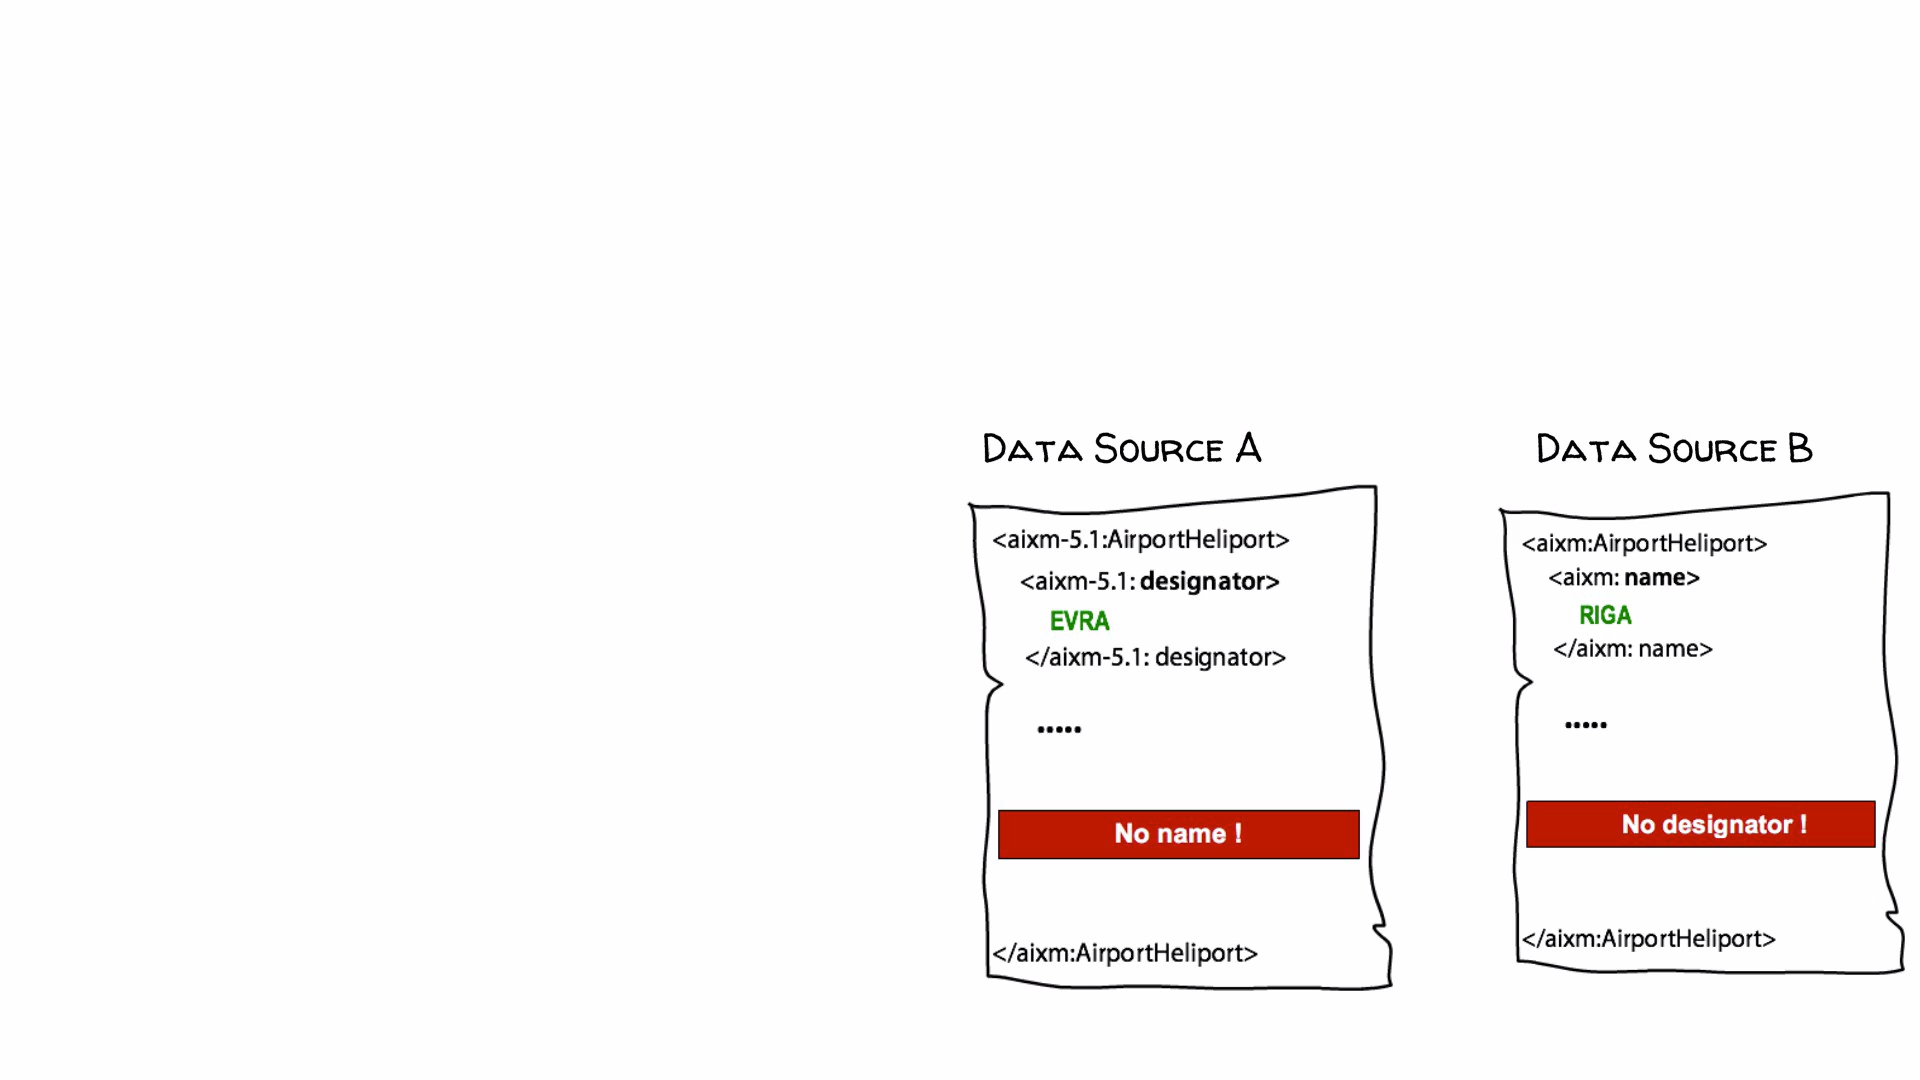 Data Source A
<aixm-5.1:AirportHeliport>
<aixm-5.1: designator>
EVRA
</aixm-5.1: designator>
.....
No name !
</aixm:AirportHeliport>
Data Source B
<aixm:AirportHeliport>
<aixm: name>
RIGA
</aixm: name>
.....
No designator !
</aixm:AirportHeliport>